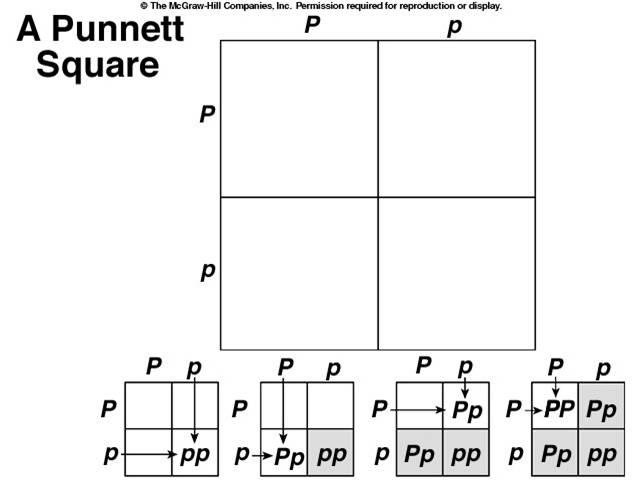 © The McGraw-Hill Companies, Inc. Permission required for reproduction or display.
A Punnett
Square
P p
P
p
P p
P
p pp
P p
P
p Pp pp
P p
P Pp
p Pp pp
P p
P PP Pp
p Pp pp